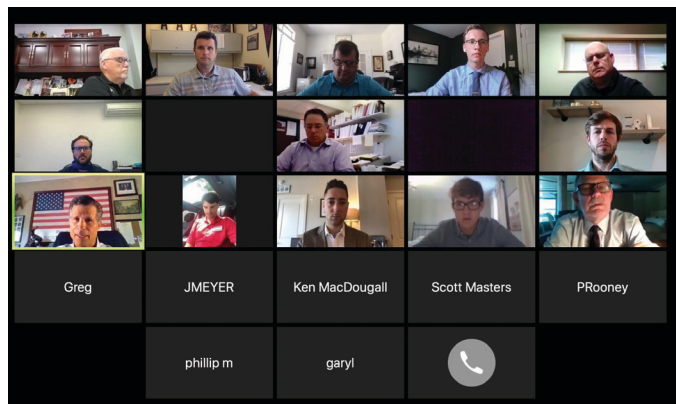 Greg
JMEYER
Ken MacDougall
Scott Masters
PRooney
phillip m
garyl